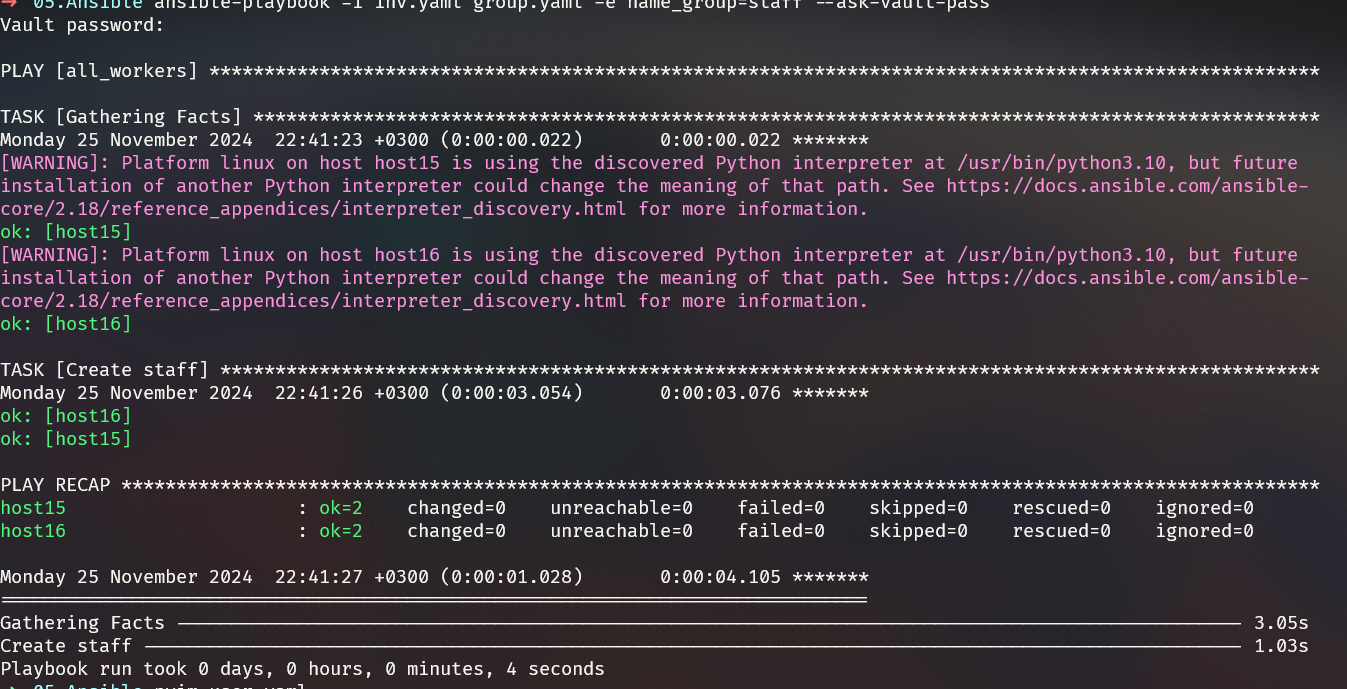 ➜ 05.Ansible ansible-playbook -i inv.yaml group.yaml -e name_group=staff --ask-vault-pass
Vault password:
PLAY [all_workers] *****************************************************************************************************
TASK [Gathering Facts] *************************************************************************************************
Monday 25 November 2024  22:41:23 +0300 (0:00:00.022)       0:00:00.022 *******
[WARNING]: Platform linux on host host15 is using the discovered Python interpreter at /usr/bin/python3.10, but future
installation of another Python interpreter could change the meaning of that path. See https://docs.ansible.com/ansible-
core/2.18/reference_appendices/interpreter_discovery.html for more information.
ok: [host15]
[WARNING]: Platform linux on host host16 is using the discovered Python interpreter at /usr/bin/python3.10, but future
installation of another Python interpreter could change the meaning of that path. See https://docs.ansible.com/ansible-
core/2.18/reference_appendices/interpreter_discovery.html for more information.
ok: [host16]
TASK [Create staff] ****************************************************************************************************
Monday 25 November 2024  22:41:26 +0300 (0:00:03.054)       0:00:03.076 *******
ok: [host16]
ok: [host15]
PLAY RECAP *************************************************************************************************************
host15                     : ok=2    changed=0    unreachable=0    failed=0    skipped=0    rescued=0    ignored=0
host16                     : ok=2    changed=0    unreachable=0    failed=0    skipped=0    rescued=0    ignored=0
Monday 25 November 2024  22:41:27 +0300 (0:00:01.028)       0:00:04.105 *******
===============================================================================
Gathering Facts ------------------------------------------------------------------------------------------------- 3.05s
Create staff ---------------------------------------------------------------------------------------------------- 1.03s
Playbook run took 0 days, 0 hours, 0 minutes, 4 seconds
➜ 05.Ansible nvim user.yaml